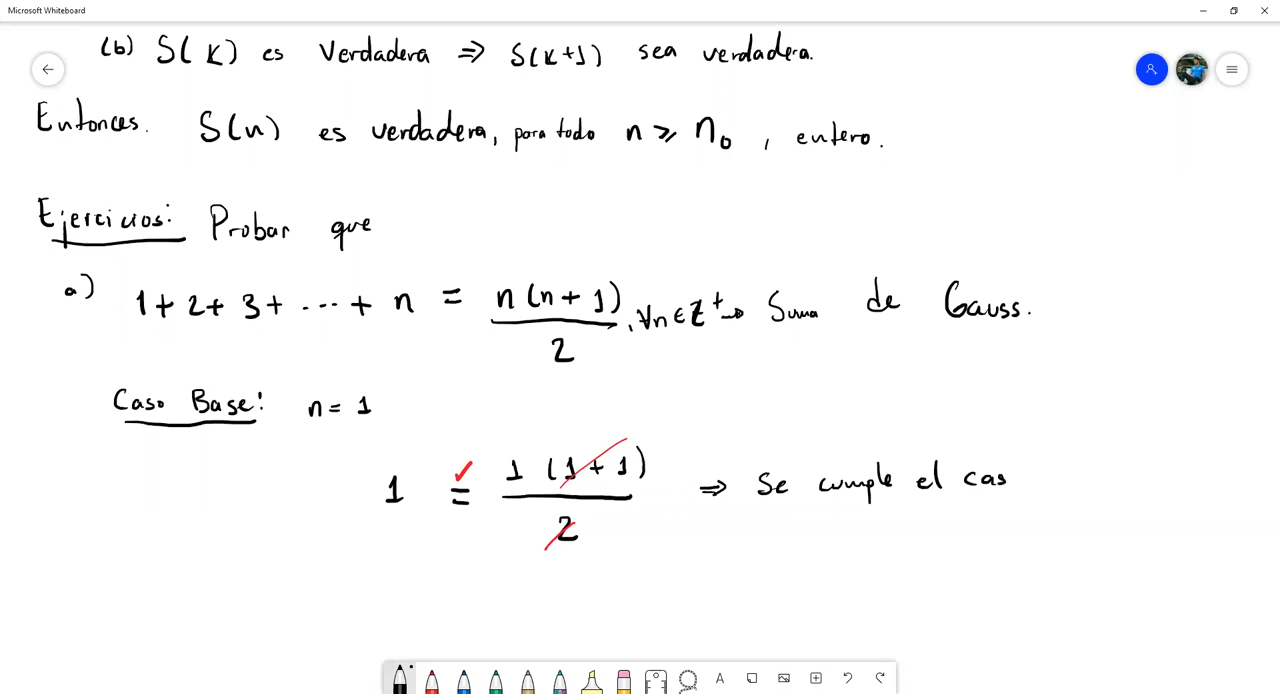 Microsoft Whiteboard
(b) S(k) es Verdadera ⇒ S(k+1) sea verdadera.
Entonces. S(n) es verdadera, para todo n ≥ n₀, entero.
Ejercicios: Probar que
a) 1 + 2 + 3 + ... + n = n(n+1)/2, ∀n ∈ Z⁺ → Suma de Gauss.
Caso Base: n = 1
1 = 1(1+1)/2 ⇒ Se cumple el cas
A